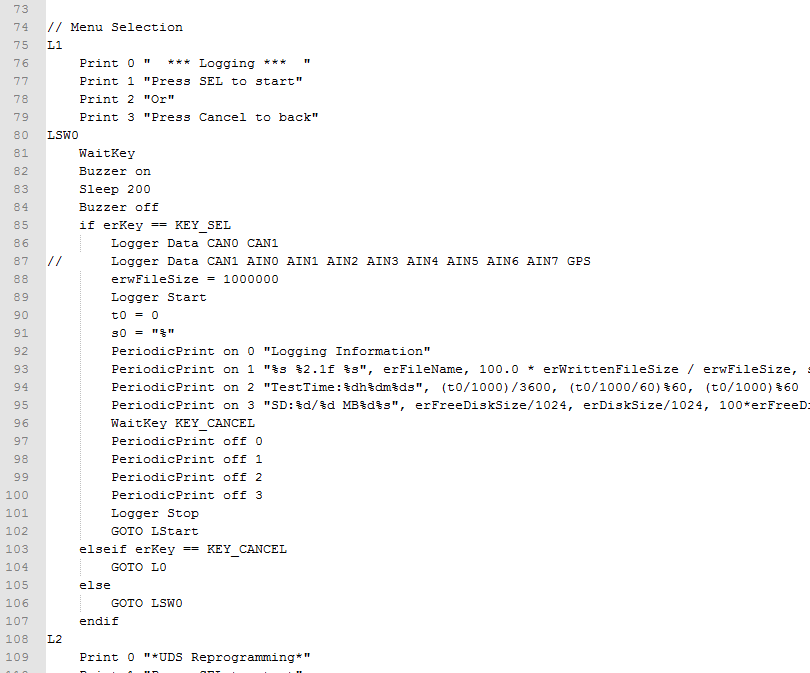 73
74 // Menu Selection
75 L1
76 Print 0 "  *** Logging ***  "
77 Print 1 "Press SEL to start"
78 Print 2 "Or"
79 Print 3 "Press Cancel to back"
80 LSW0
81 WaitKey
82 Buzzer on
83 Sleep 200
84 Buzzer off
85 if erKey == KEY_SEL
86 Logger Data CAN0 CAN1
87 // Logger Data CAN1 AIN0 AIN1 AIN2 AIN3 AIN4 AIN5 AIN6 AIN7 GPS
88 erwFileSize = 1000000
89 Logger Start
90 t0 = 0
91 s0 = "%"
92 PeriodicPrint on 0 "Logging Information"
93 PeriodicPrint on 1 "%s %2.1f %s", erFileName, 100.0 * erWrittenFileSize / erwFileSize,
94 PeriodicPrint on 2 "TestTime:%dh%dm%ds", (t0/1000)/3600, (t0/1000/60)%60, (t0/1000)%60
95 PeriodicPrint on 3 "SD:%d/%d MB%d%s", erFreeDiskSize/1024, erDiskSize/1024, 100*erFreeD
96 WaitKey KEY_CANCEL
97 PeriodicPrint off 0
98 PeriodicPrint off 1
99 PeriodicPrint off 2
100 PeriodicPrint off 3
101 Logger Stop
102 GOTO LStart
103 elseif erKey == KEY_CANCEL
104 GOTO L0
105 else
106 GOTO LSW0
107 endif
108 L2
109 Print 0 "*UDS Reprogramming*"